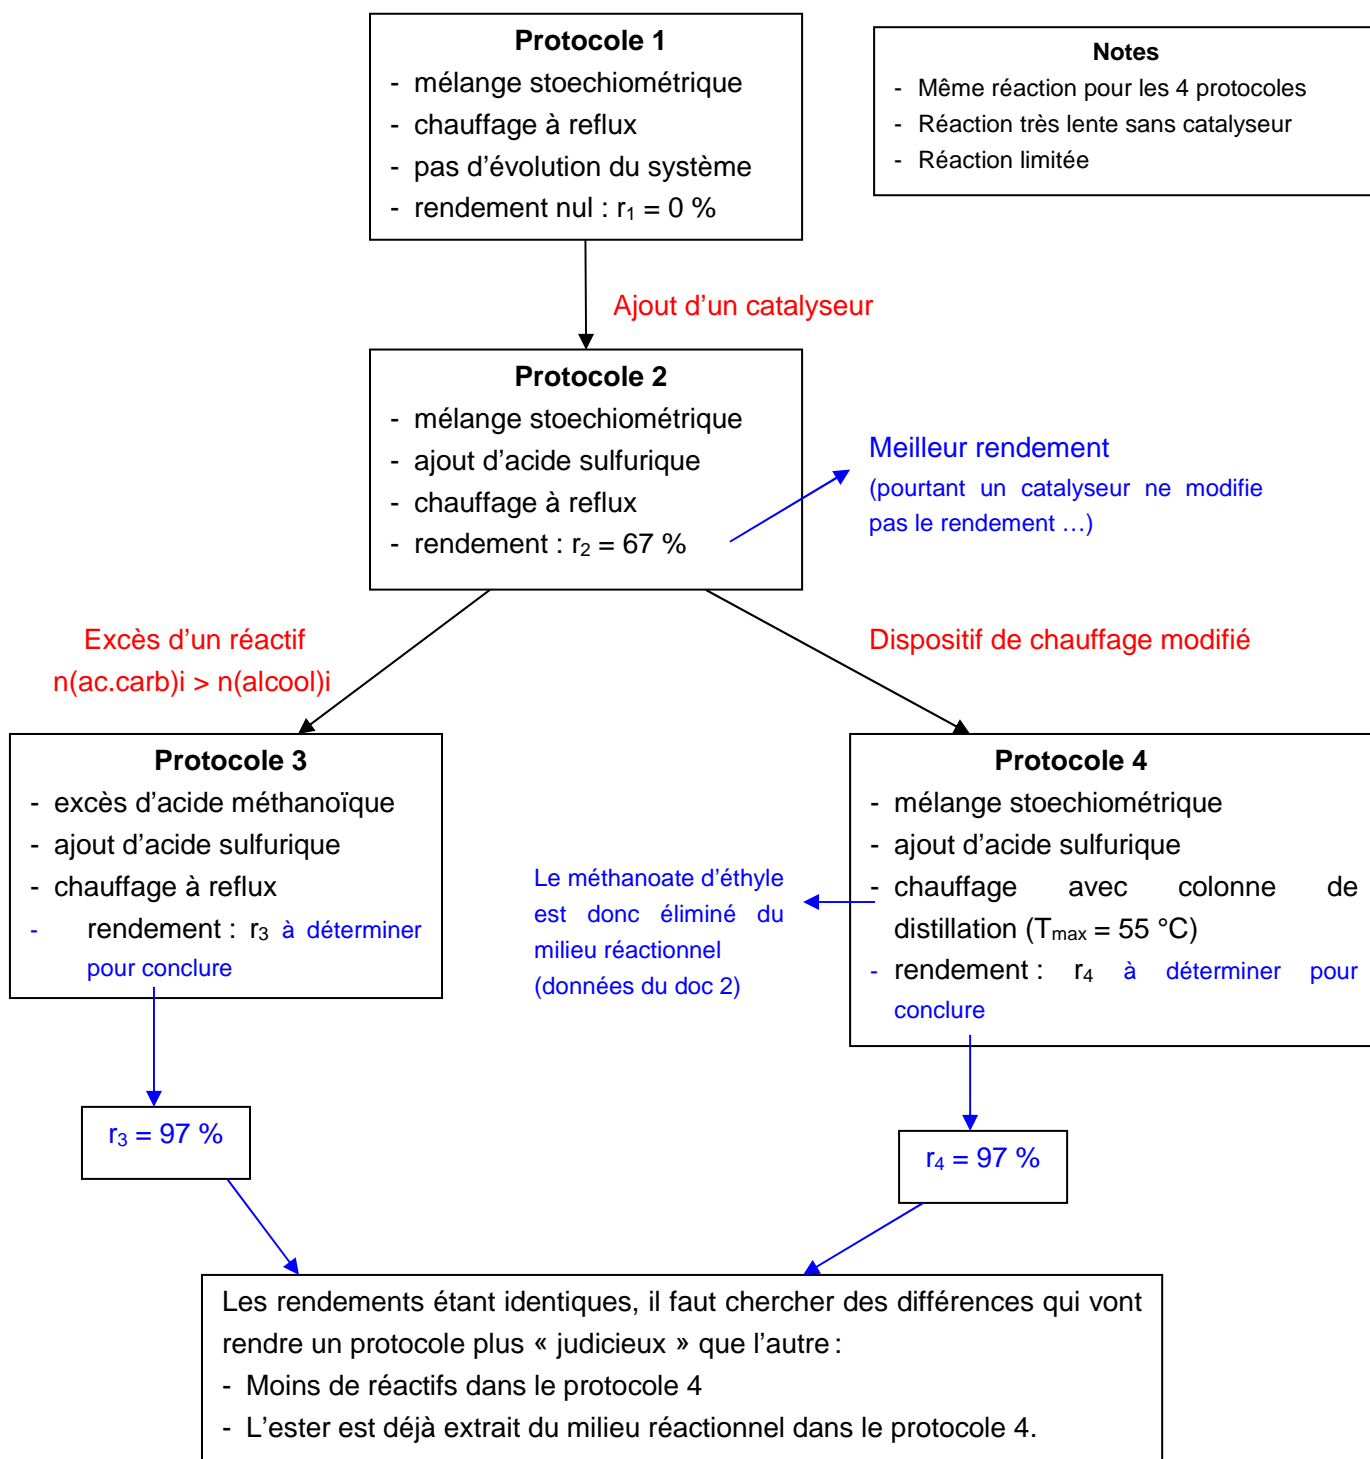 Protocole 1
- mélange stoechiométrique
- chauffage à reflux
- pas d’évolution du système
- rendement nul : r₁ = 0 %
Notes
- Même réaction pour les 4 protocoles
- Réaction très lente sans catalyseur
- Réaction limitée
Ajout d’un catalyseur
Protocole 2
- mélange stoechiométrique
- ajout d’acide sulfurique
- chauffage à reflux
- rendement : r₂ = 67 %
Meilleur rendement
(pourtant un catalyseur ne modifie
pas le rendement …)
Excès d’un réactif
n(ac.carb)i > n(alcool)i
Dispositif de chauffage modifié
Protocole 3
- excès d’acide méthanoïque
- ajout d’acide sulfurique
- chauffage à reflux
- rendement : r₃ à déterminer
pour conclure
Le méthanoate d’éthyle
est donc éliminé du
milieu réactionnel
(données du doc 2)
Protocole 4
- mélange stoechiométrique
- ajout d’acide sulfurique
- chauffage avec colonne de
distillation (Tmax = 55 °C)
- rendement : r₄ à déterminer pour
conclure
r₃ = 97 %
r₄ = 97 %
Les rendements étant identiques, il faut chercher des différences qui vont
rendre un protocole plus « judicieux » que l’autre :
- Moins de réactifs dans le protocole 4
- L’ester est déjà extrait du milieu réactionnel dans le protocole 4.